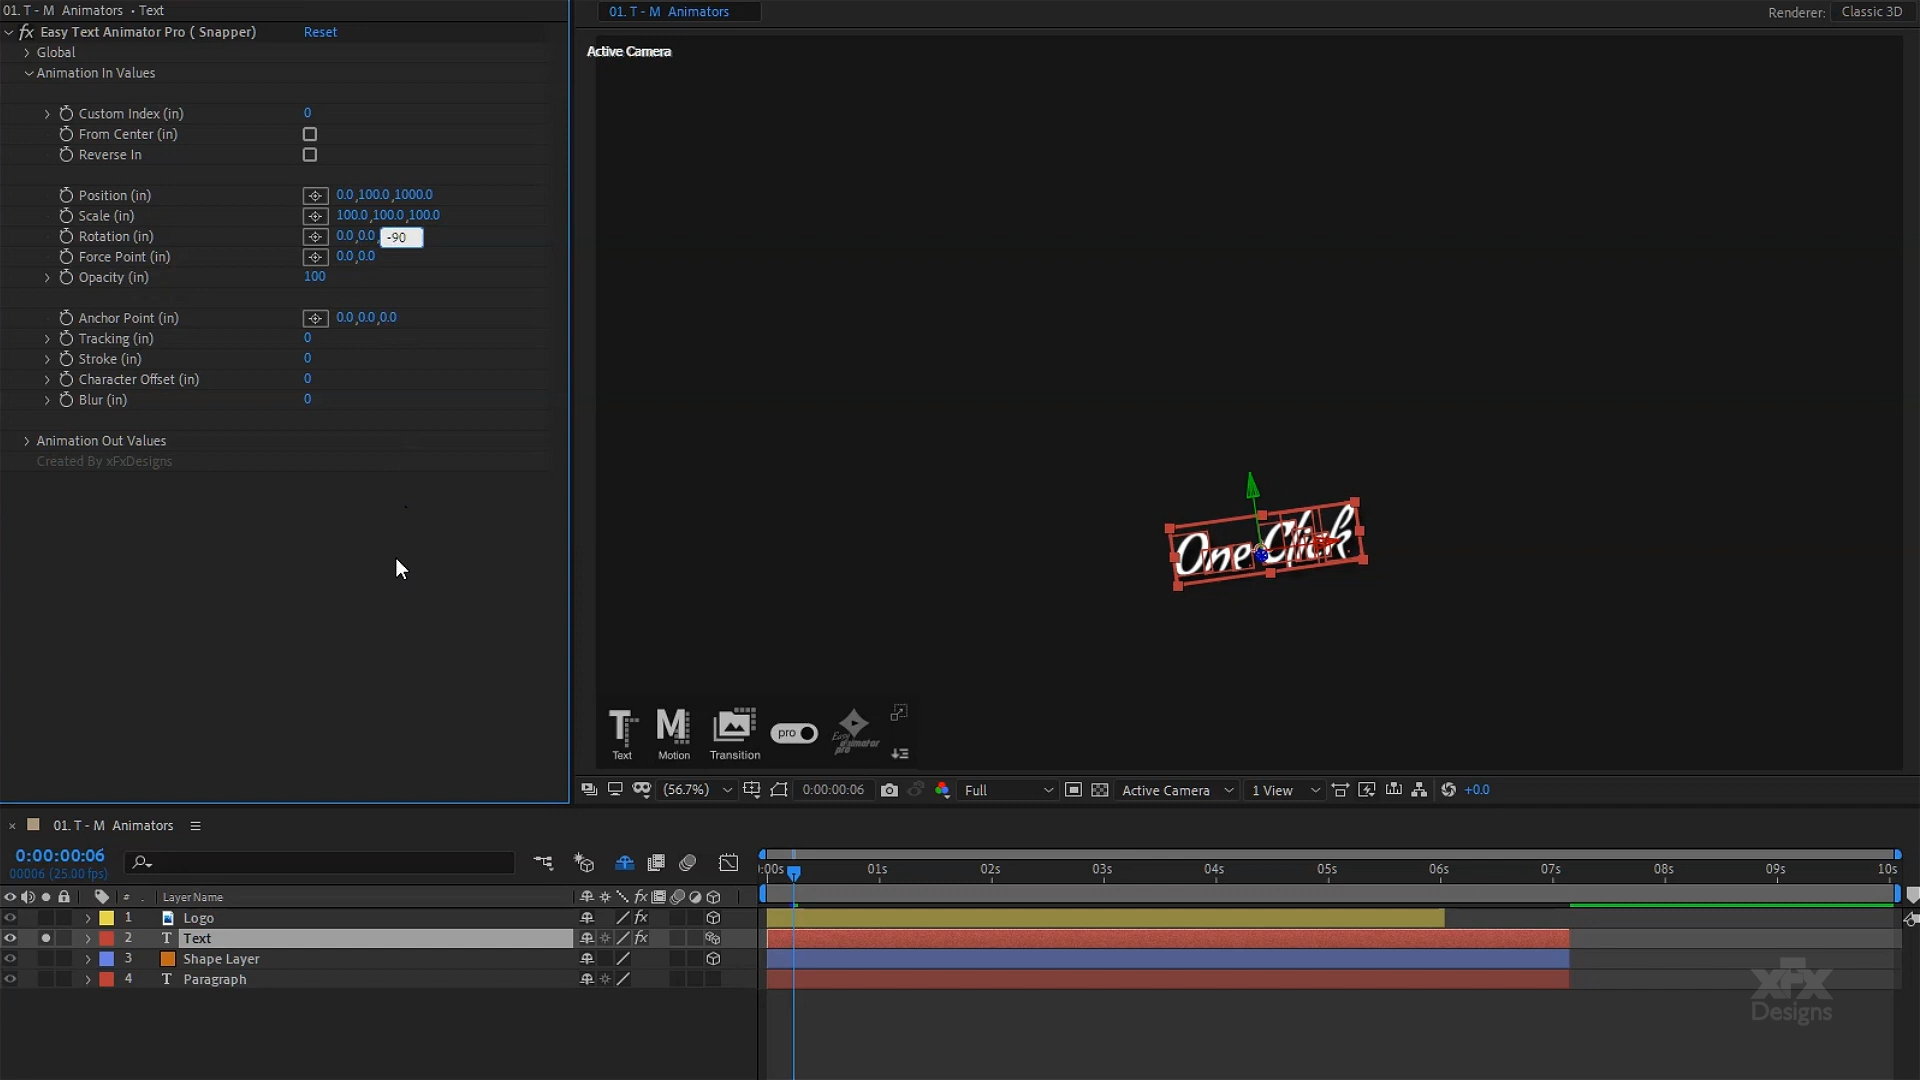 01. T - M  Animators • Text
fx Easy Text Animator Pro ( Snapper) Reset
Global
Animation In Values
Custom Index (in) 0
From Center (in)
Reverse In
Position (in) 0.0,100.0,1000.0
Scale (in) 100.0,100.0,100.0
Rotation (in) 0.0,0.0, -90
Force Point (in) 0.0,0.0
Opacity (in) 100
Anchor Point (in) 0.0,0.0,0.0
Tracking (in) 0
Stroke (in) 0
Character Offset (in) 0
Blur (in) 0
Animation Out Values
Created By xFxDesigns
01. T - M  Animators
Renderer: Classic 3D
Active Camera
One Click
pro
Easy animator pro
Text Motion Transition
(56.7%) 0:00:00:06 Full Active Camera 1 View +0.0
01. T - M  Animators
0:00:00:06
00006 (25.00 fps)
:00s 01s 02s 03s 04s 05s 06s 07s 08s 09s 10s
# . Layer Name fx
1 Logo fx
2 T Text fx
3 Shape Layer
4 T Paragraph
xFx
Designs